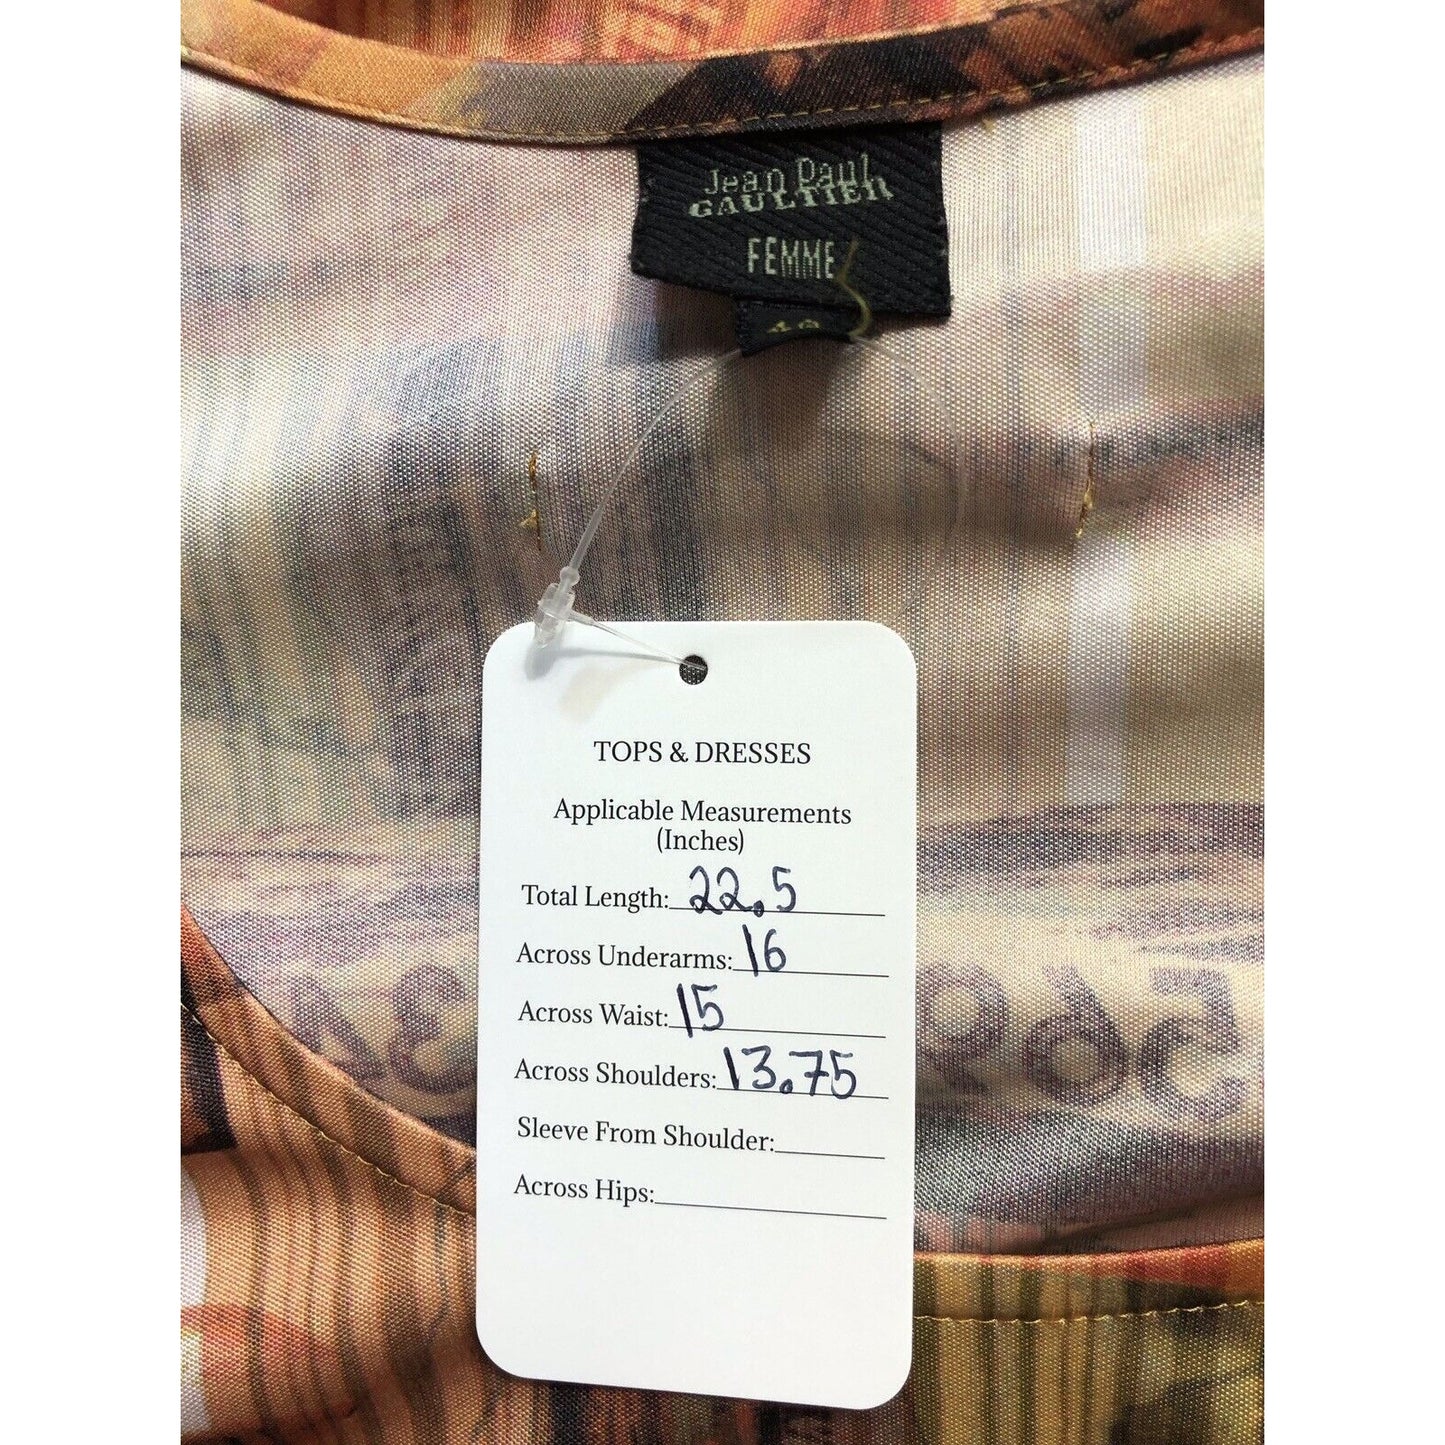 Jean Paul
GAULTIER
FEMME
TOPS & DRESSES
Applicable Measurements
(Inches)
Total Length: 22.5
Across Underarms: 16
Across Waist: 15
Across Shoulders: 13.75
Sleeve From Shoulder:
Across Hips: